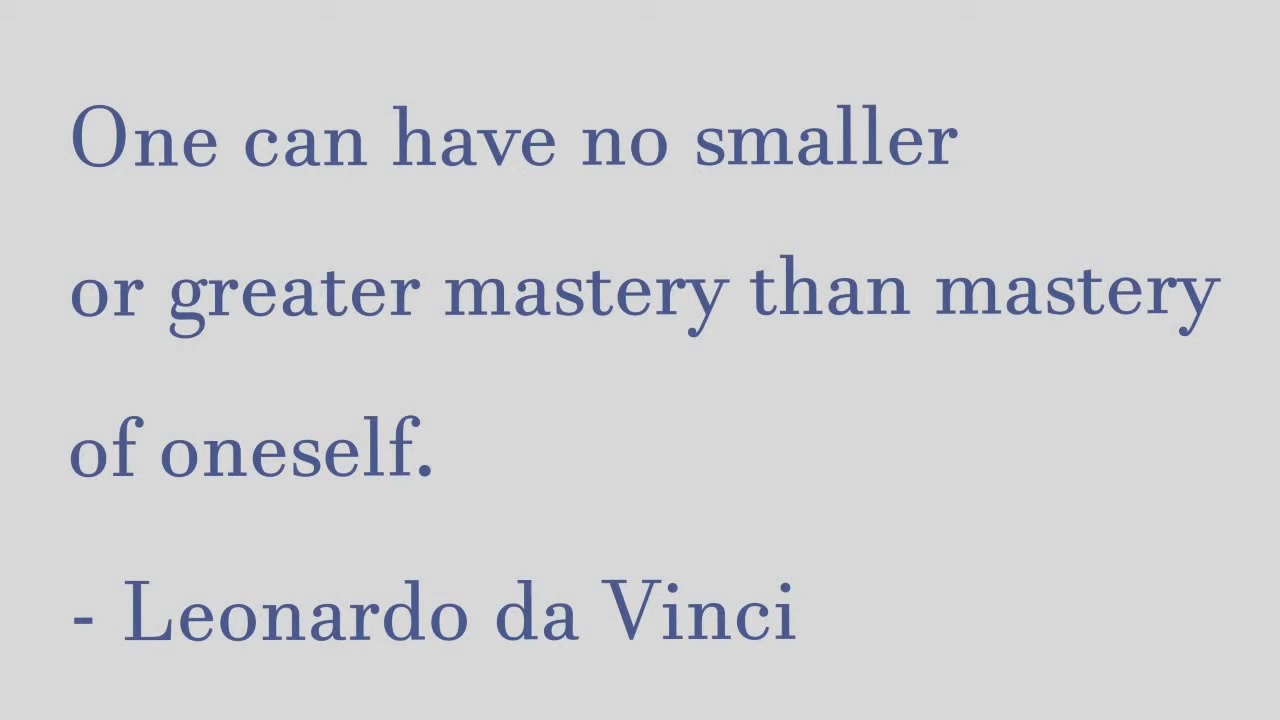 One can have no smaller
or greater mastery than mastery
of oneself.
- Leonardo da Vinci